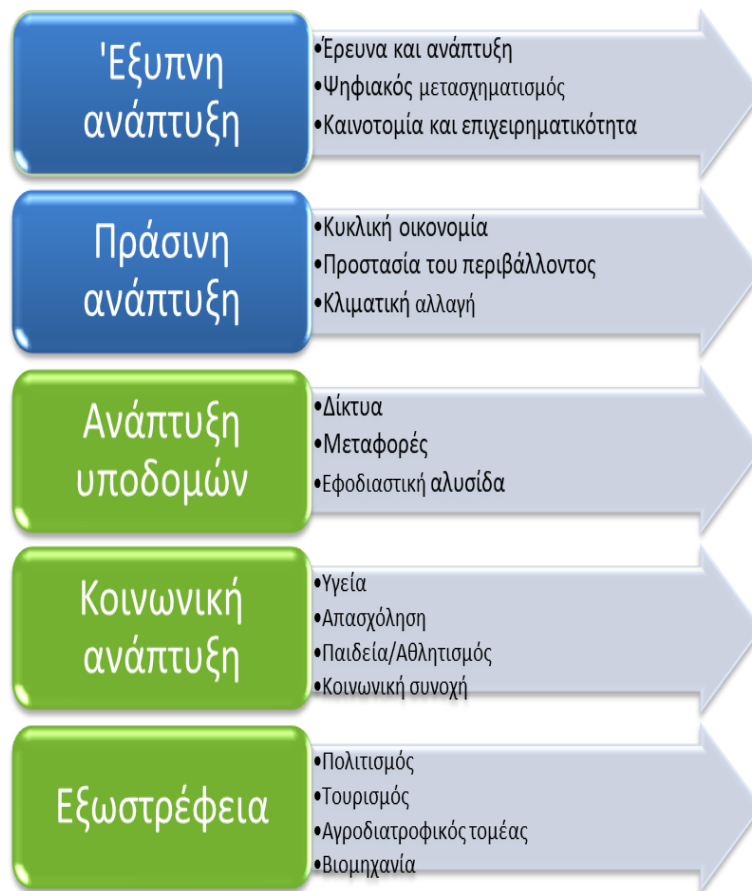 'Εξυπνη
ανάπτυξη
•Έρευνα και ανάπτυξη
•Ψηφιακός μετασχηματισμός
•Καινοτομία και επιχειρηματικότητα
Πράσινη
ανάπτυξη
•Κυκλική οικονομία
•Προστασία του περιβάλλοντος
•Κλιματική αλλαγή
Ανάπτυξη
υποδομών
•Δίκτυα
•Μεταφορές
•Εφοδιαστική αλυσίδα
Κοινωνική
ανάπτυξη
•Υγεία
•Απασχόληση
•Παιδεία/Αθλητισμός
•Κοινωνική συνοχή
Εξωστρέφεια
•Πολιτισμός
•Τουρισμός
•Αγροδιατροφικός τομέας
•Βιομηχανία